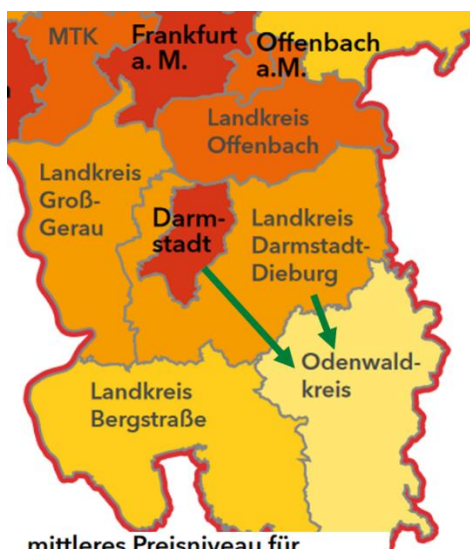 MTK
Frankfurt
a. M.
Offenbach
a.M.
Landkreis
Offenbach
Landkreis
Groß-
Gerau
Darm-
stadt
Landkreis
Darmstadt-
Dieburg
Odenwald-
kreis
Landkreis
Bergstraße
mittleres Preisniveau für